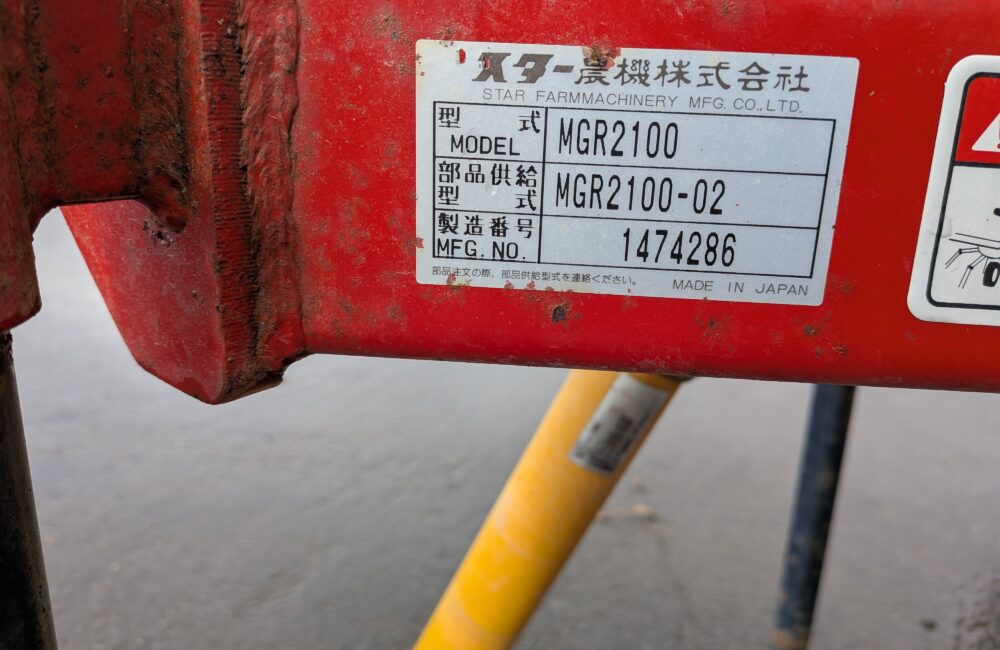 スター農機株式会社
STAR FARMMACHINERY MFG. CO., LTD.
型 式
MODEL
MGR2100
部品供給
型 式
MGR2100-02
製造番号
MFG. NO.
1474286
部品注文の際、部品供給型式を連絡ください。
MADE IN JAPAN